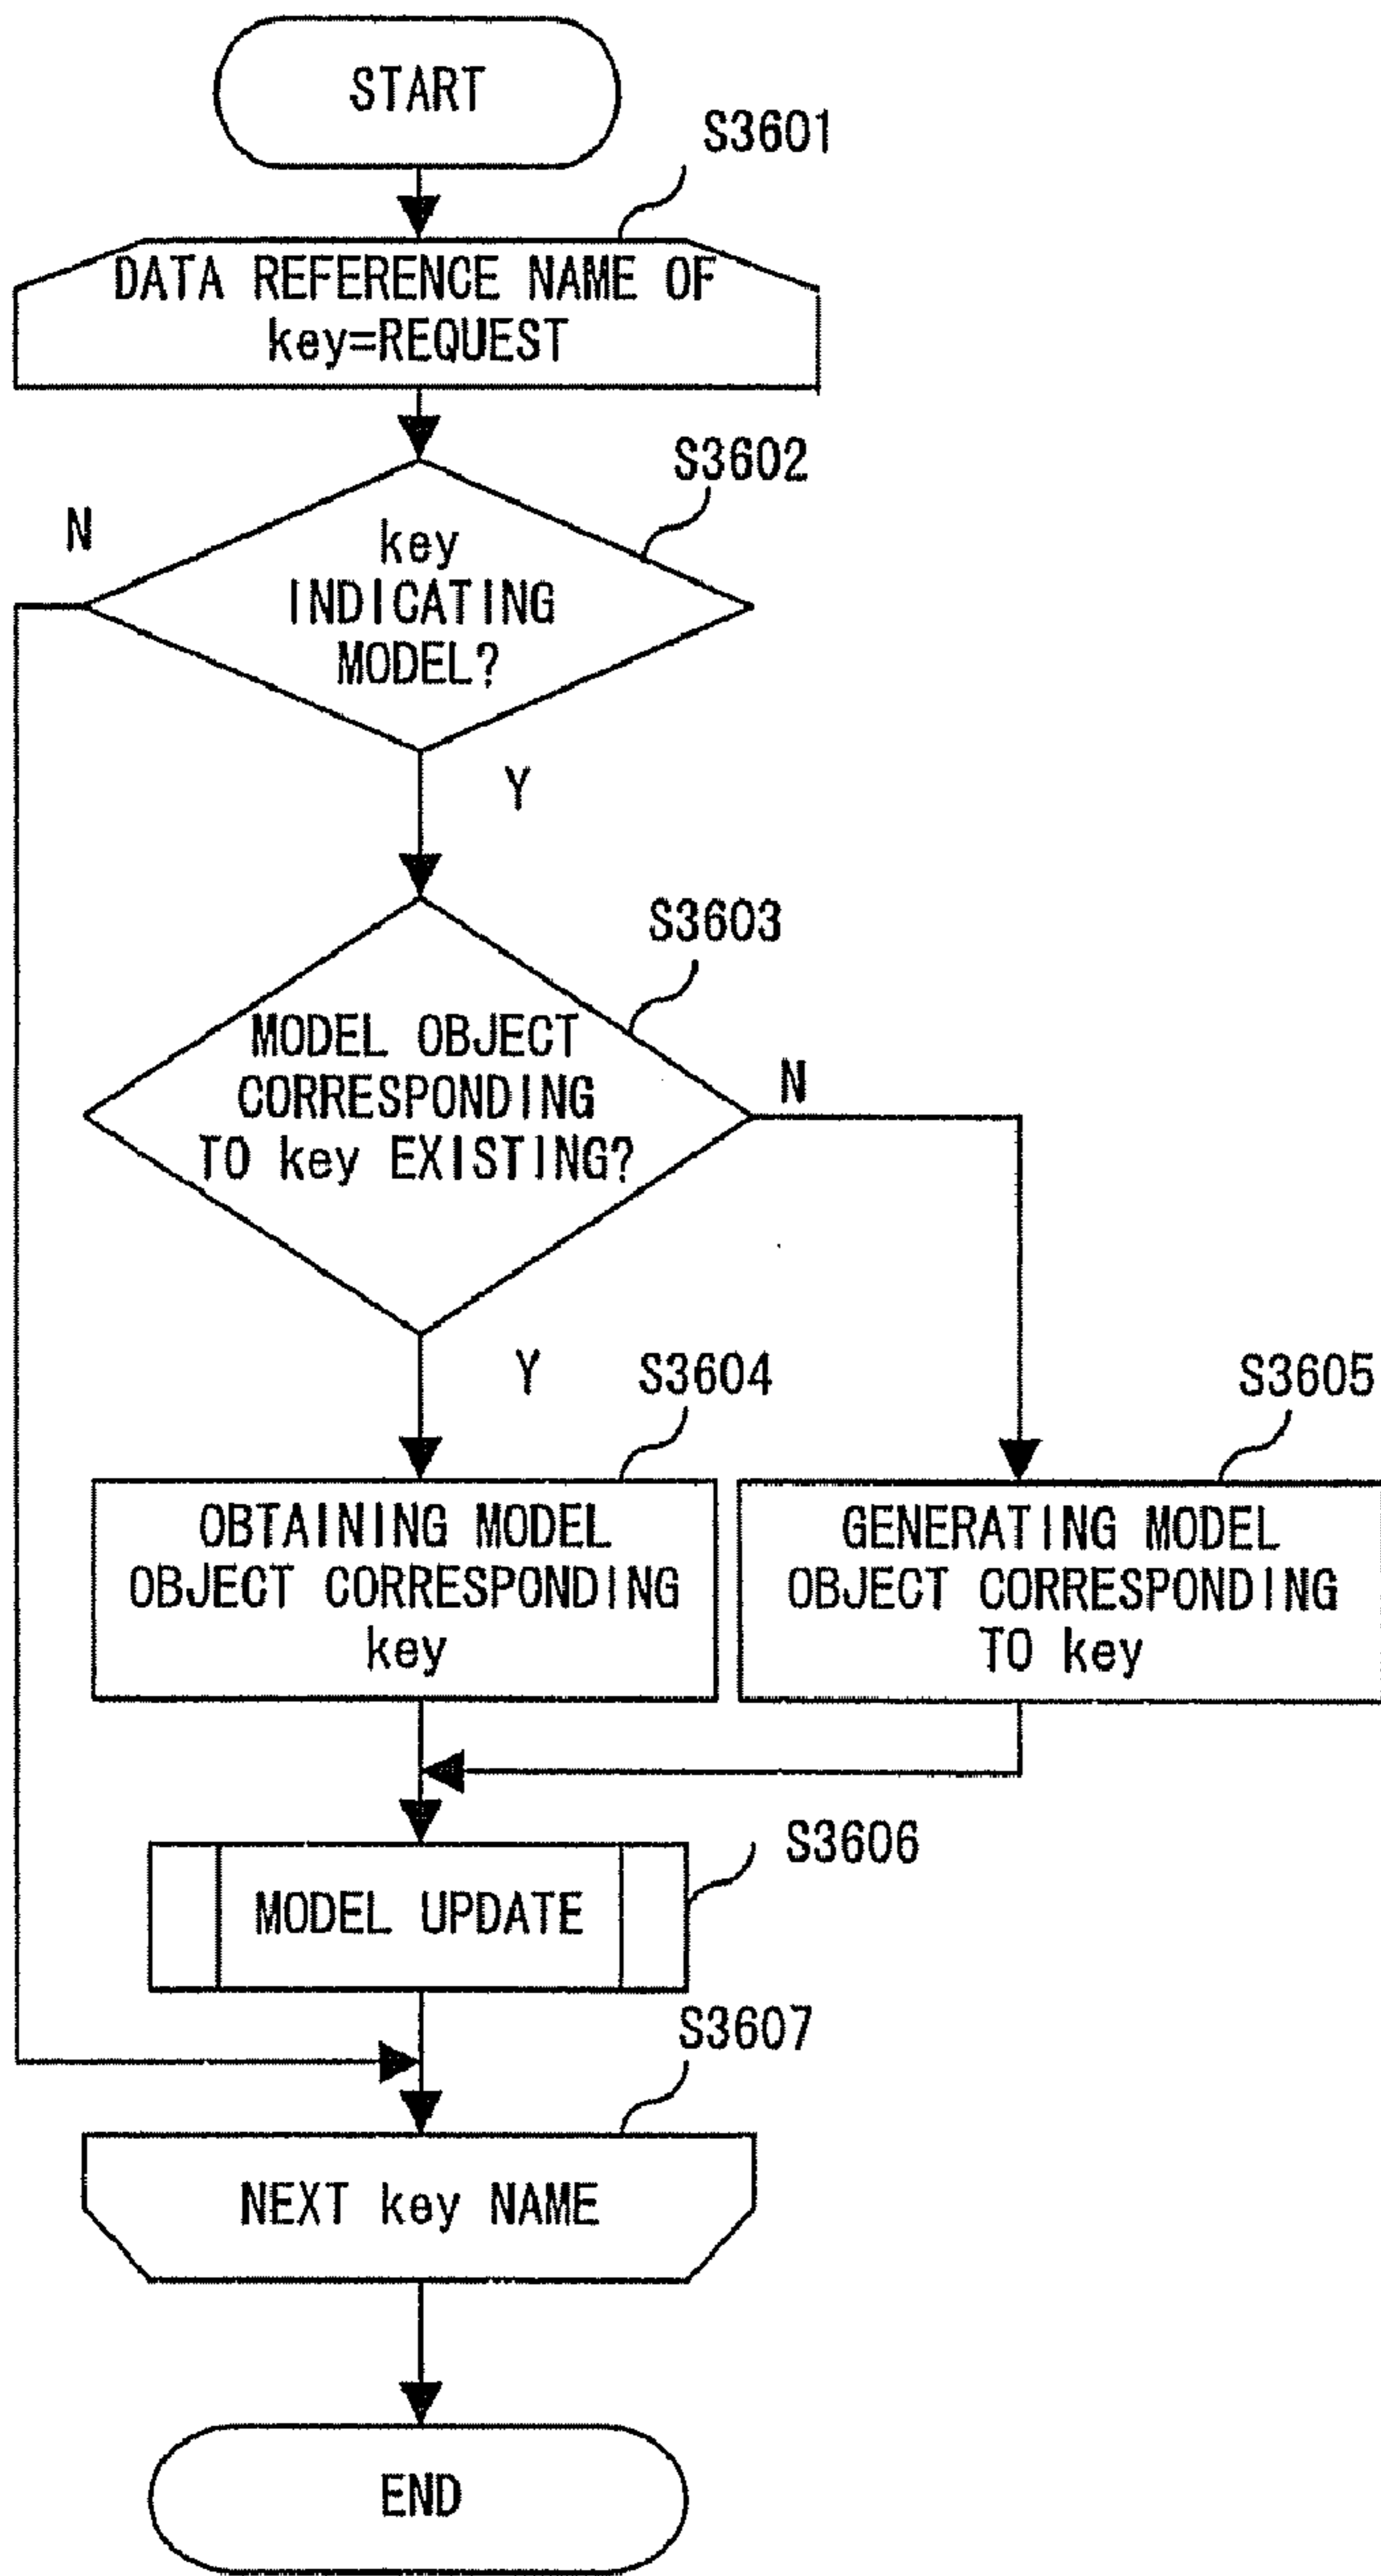 START
S3601
DATA REFERENCE NAME OF
key=REQUEST
S3602
N
key
INDICATING
MODEL?
Y
S3603
MODEL OBJECT
CORRESPONDING
TO key EXISTING?
N
Y
S3604
S3605
OBTAINING MODEL
OBJECT CORRESPONDING
key
GENERATING MODEL
OBJECT CORRESPONDING
TO key
S3606
MODEL UPDATE
S3607
NEXT key NAME
END